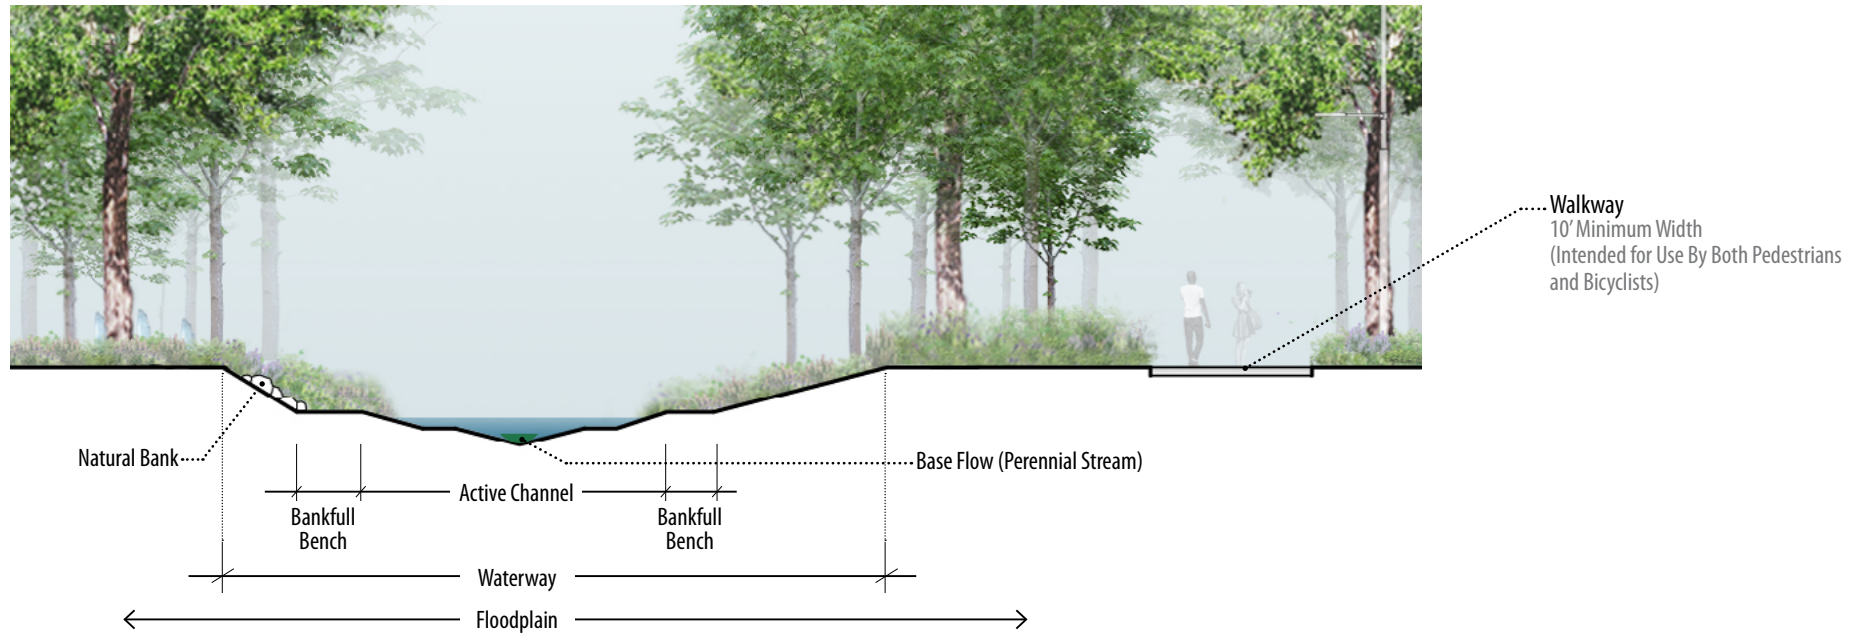 Walkway
10' Minimum Width
(Intended for Use By Both Pedestrians
and Bicyclists)
Natural Bank
Base Flow (Perennial Stream)
Active Channel
Bankfull
Bench
Bankfull
Bench
Waterway
Floodplain